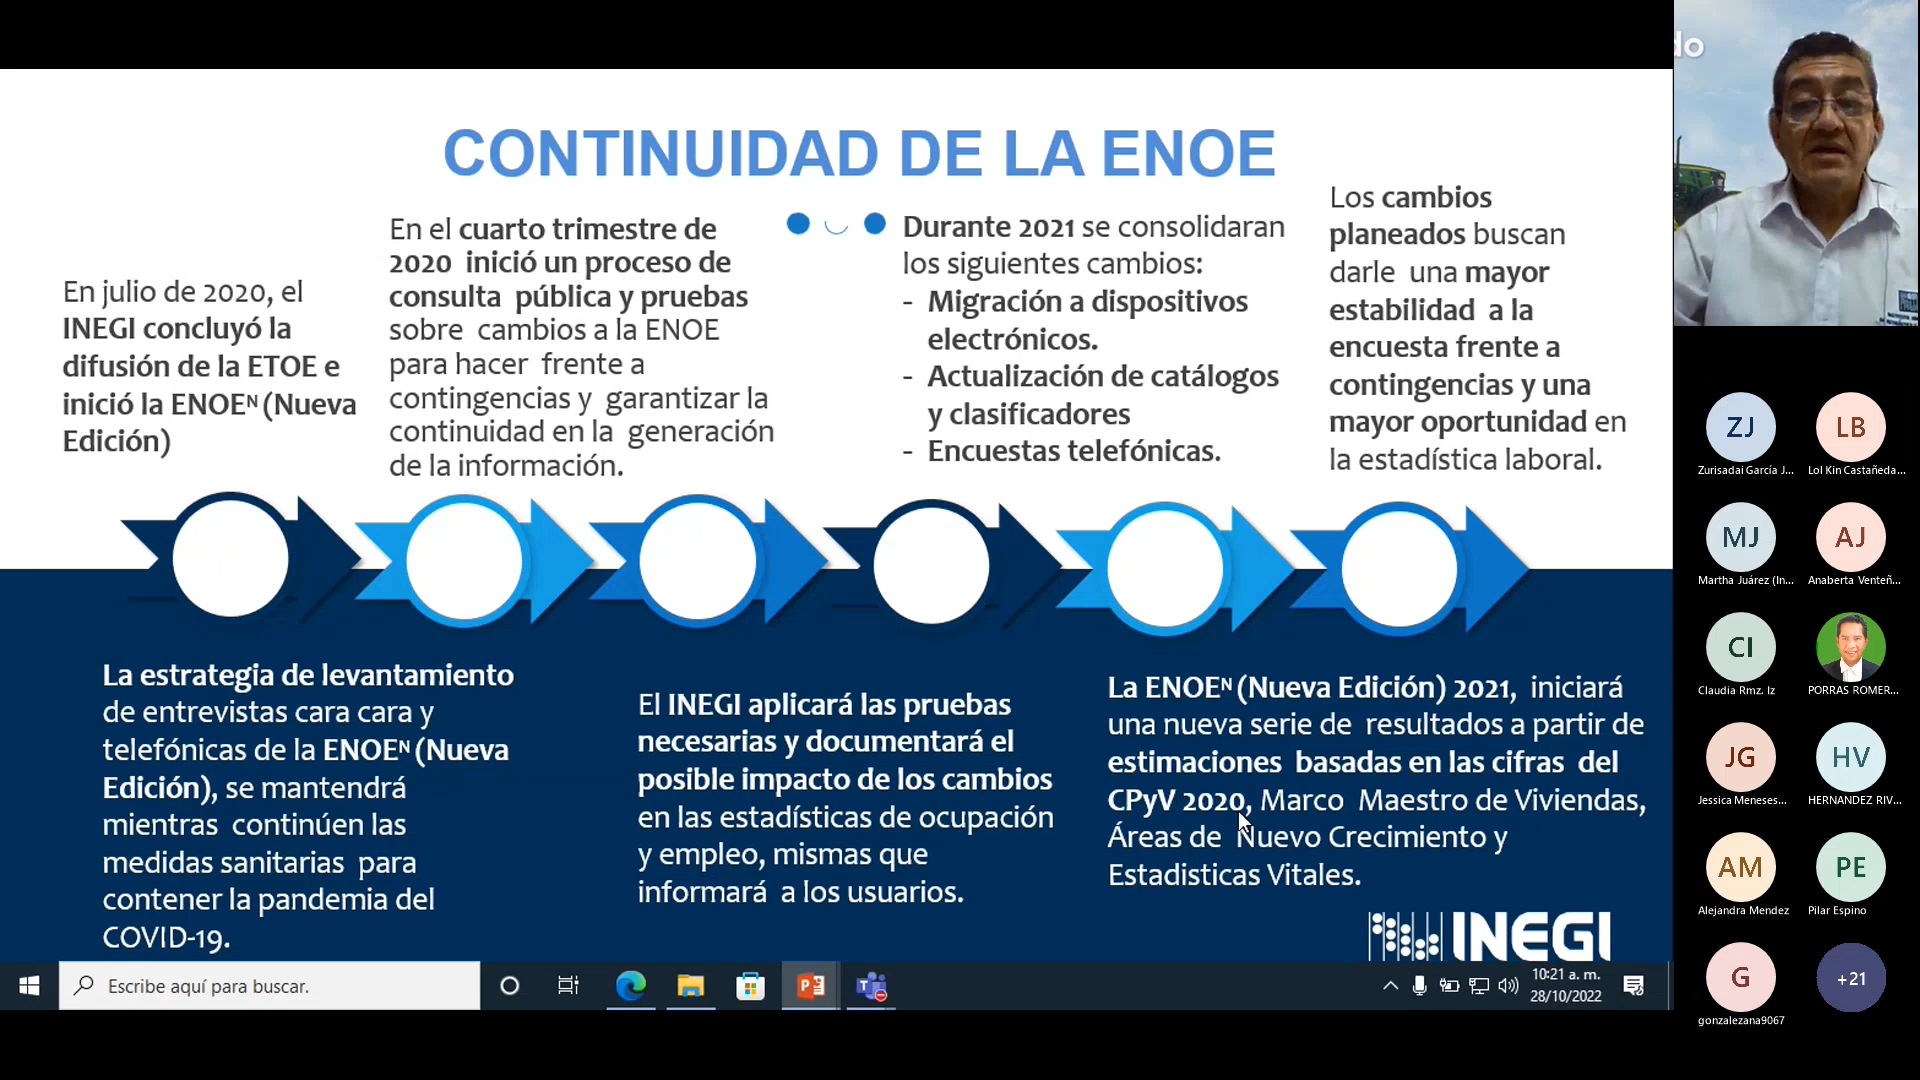 do
CONTINUIDAD DE LA ENOE
En julio de 2020, el
INEGI concluyó la
difusión de la ETOE e
inició la ENOEᴺ (Nueva
Edición)
En el cuarto trimestre de
2020 inició un proceso de
consulta pública y pruebas
sobre cambios a la ENOE
para hacer frente a
contingencias y garantizar la
continuidad en la generación
de la información.
Durante 2021 se consolidaran
los siguientes cambios:
- Migración a dispositivos
electrónicos.
- Actualización de catálogos
y clasificadores
- Encuestas telefónicas.
Los cambios
planeados buscan
darle una mayor
estabilidad a la
encuesta frente a
contingencias y una
mayor oportunidad en
la estadística laboral.
La estrategia de levantamiento
de entrevistas cara cara y
telefónicas de la ENOEᴺ (Nueva
Edición), se mantendrá
mientras continúen las
medidas sanitarias para
contener la pandemia del
COVID-19.
El INEGI aplicará las pruebas
necesarias y documentará el
posible impacto de los cambios
en las estadísticas de ocupación
y empleo, mismas que
informará a los usuarios.
La ENOEᴺ (Nueva Edición) 2021, iniciará
una nueva serie de resultados a partir de
estimaciones basadas en las cifras del
CPyV 2020, Marco Maestro de Viviendas,
Áreas de Nuevo Crecimiento y
Estadisticas Vitales.
INEGI
Escribe aquí para buscar.
10:21 a. m.
28/10/2022
ZJ
Zurisadai García J...
LB
Lol Kin Castañeda...
MJ
Martha Juárez (In...
AJ
Anaberta Venteñ...
CI
Claudia Rmz. Iz
PORRAS ROMER...
JG
Jessica Meneses...
HV
HERNANDEZ RIV...
AM
Alejandra Mendez
PE
Pilar Espino
G
gonzalezana9067
+21